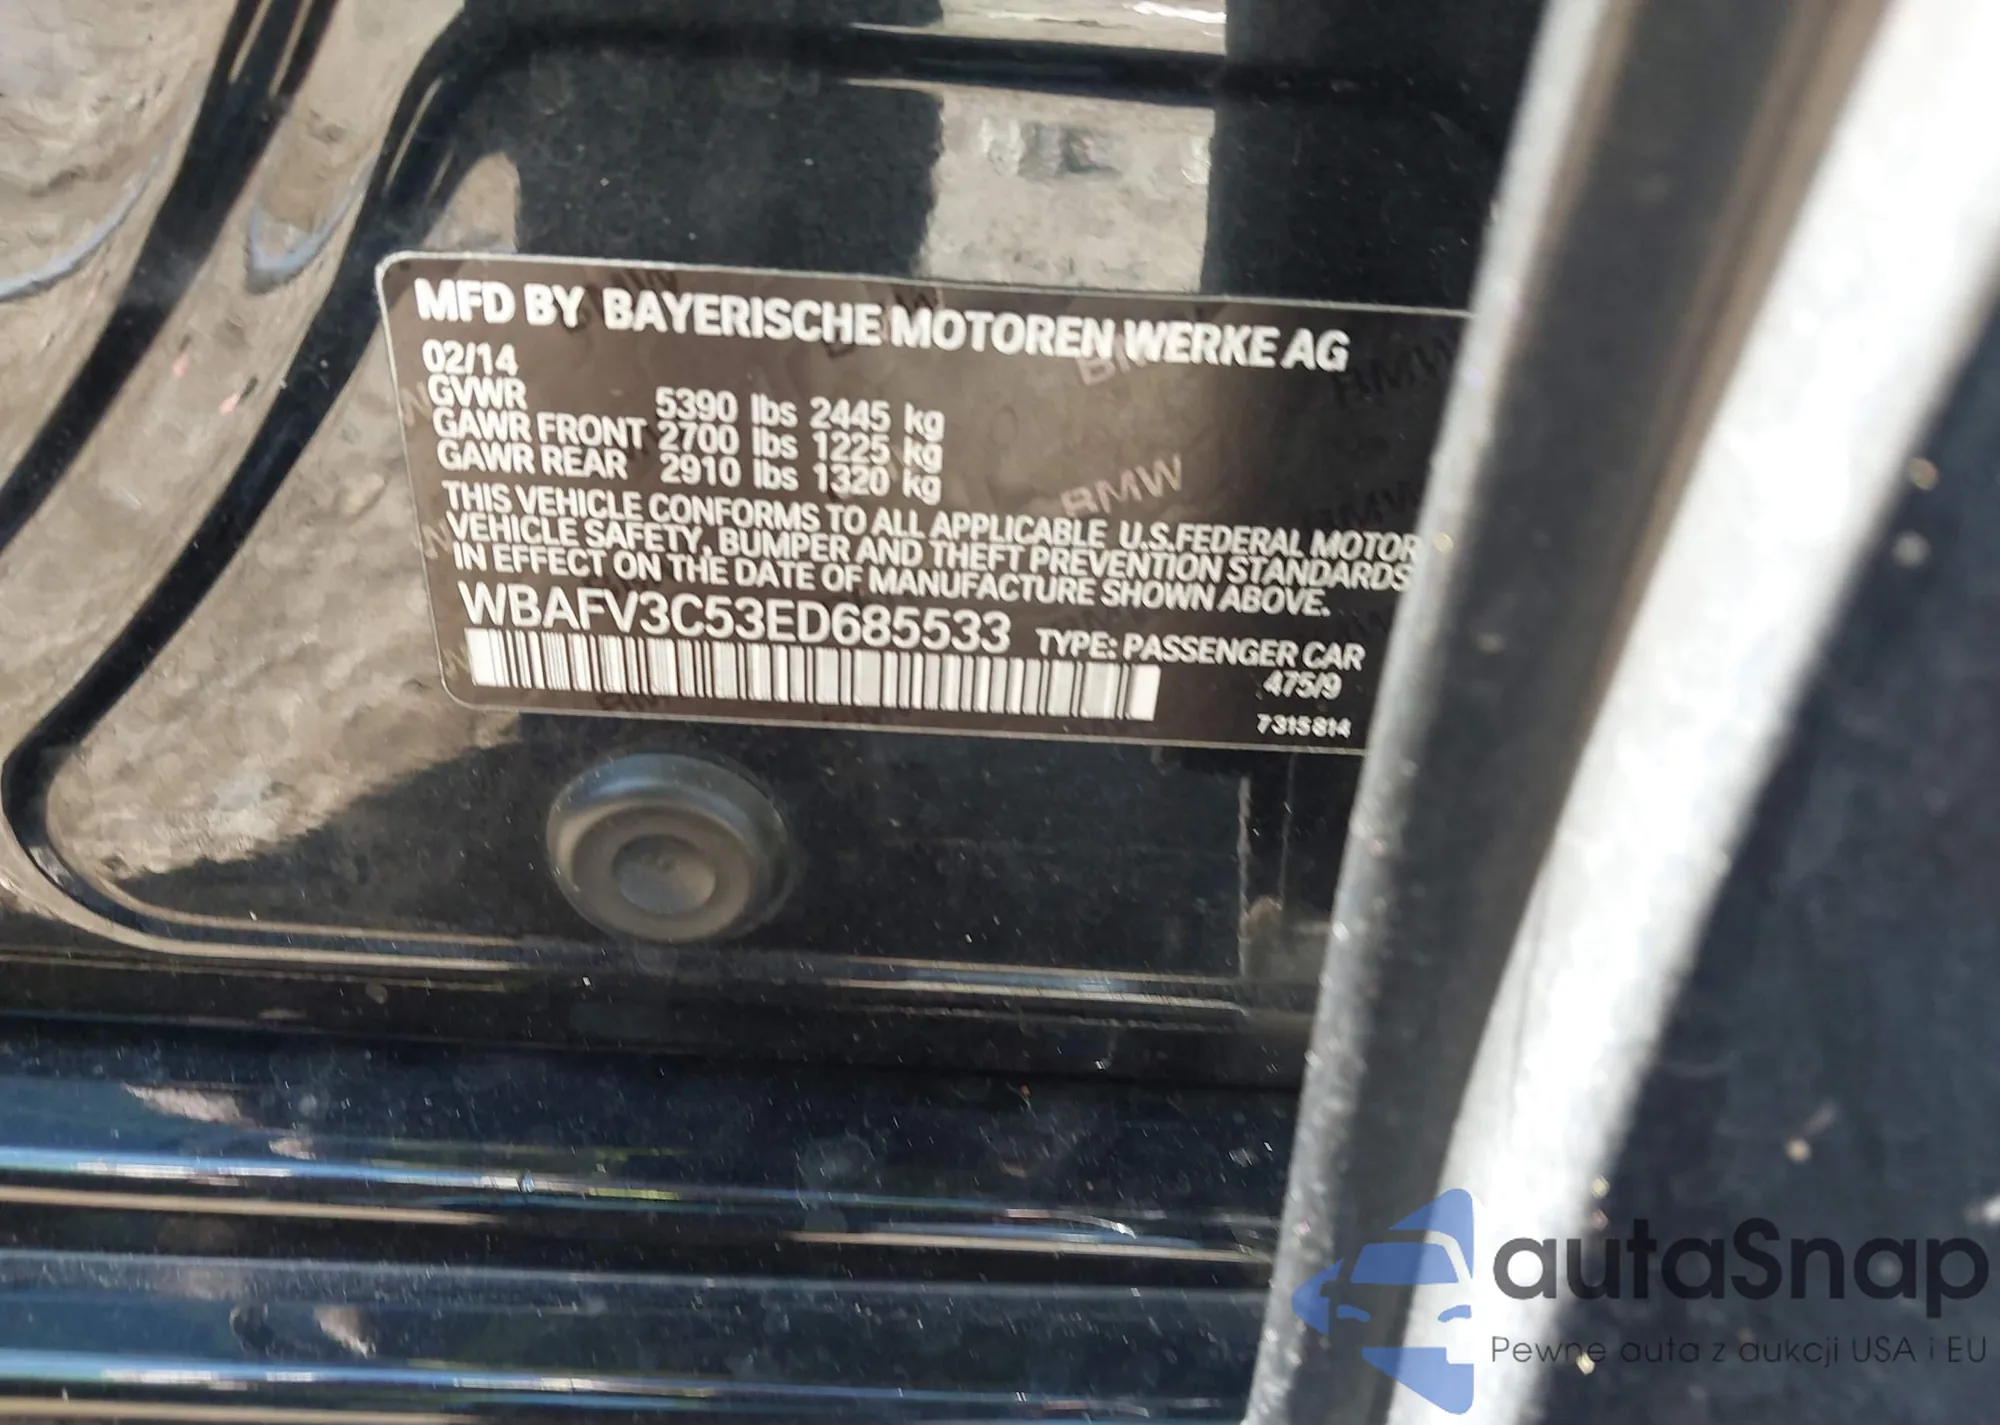 MFD BY BAYERISCHE MOTOREN WERKE AG
02/14
GVWR 5390 lbs 2445 kg
GAWR FRONT 2700 lbs 1225 kg
GAWR REAR 2910 lbs 1320 kg
THIS VEHICLE CONFORMS TO ALL APPLICABLE U.S.FEDERAL MOTOR
VEHICLE SAFETY, BUMPER AND THEFT PREVENTION STANDARDS
IN EFFECT ON THE DATE OF MANUFACTURE SHOWN ABOVE.
WBAFV3C53ED685533 TYPE: PASSENGER CAR
475/9
7315814
autaSnap
Pewne auta z aukcji USA i EU